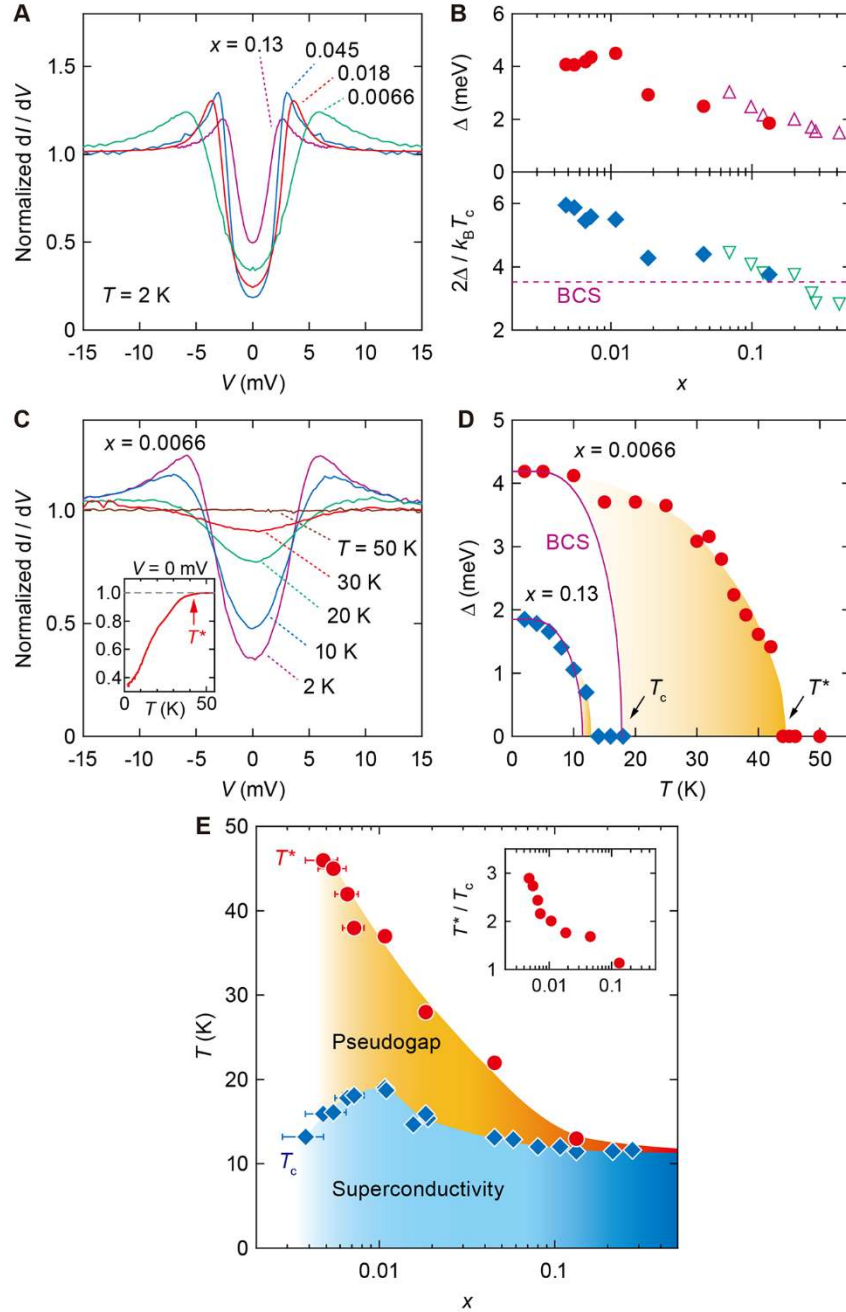 A
x = 0.13
0.045
0.018
0.0066
1.5
1.0
0.5
0
Normalized dI / dV
T = 2 K
-15 -10 -5 0 5 10 15
V (mV)
B
6
4
2
0
Δ (meV)
6
4
2
2Δ / kBTc
BCS
0.01 0.1
x
C
x = 0.0066
1.0
0.5
0
Normalized dI / dV
T = 50 K
30 K
20 K
10 K
2 K
V = 0 mV
1.0
0.8
0.6
0.4
T*
0 50
T (K)
-15 -10 -5 0 5 10 15
V (mV)
D
x = 0.0066
5
4
3
2
1
0
Δ (meV)
BCS
x = 0.13
Tc
T*
0 10 20 30 40 50
T (K)
E
50
40
30
20
10
0
T (K)
T*
Pseudogap
Tc
Superconductivity
3
2
1
T* / Tc
0.01 0.1
0.01 0.1
x